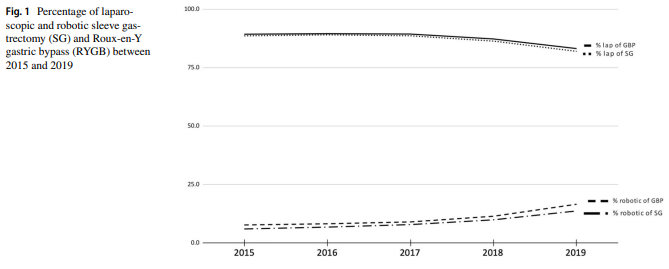 Fig. 1 Percentage of laparo-
scopic and robotic sleeve gas-
trectomy (SG) and Roux-en-Y
gastric bypass (RYGB) between
2015 and 2019
100.0
% lap of GBP
% lap of SG
75.0
50.0
25.0
% robotic of GBP
% robotic of SG
0.0
2015 2016 2017 2018 2019